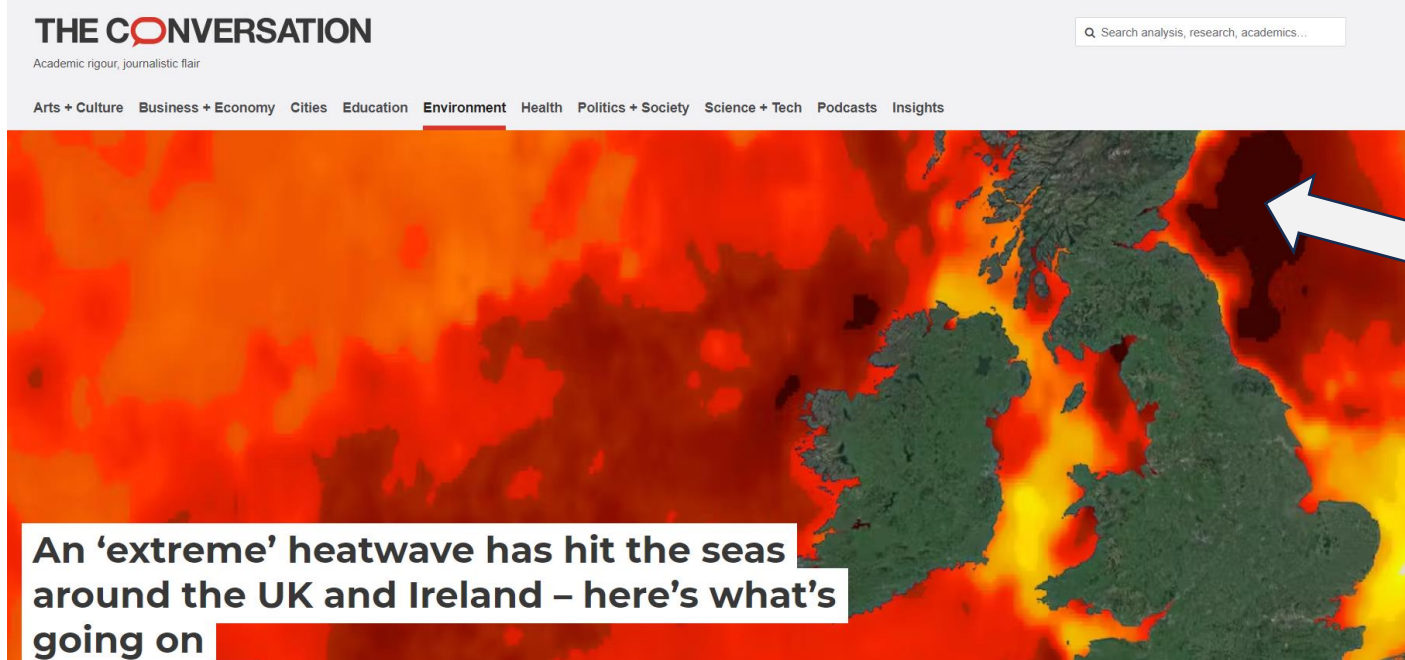 THE CONVERSATION
Search analysis, research, academics...
Academic rigour, journalistic flair
Arts + Culture Business + Economy Cities Education Environment Health Politics + Society Science + Tech Podcasts Insights
An ‘extreme’ heatwave has hit the seas
around the UK and Ireland – here’s what’s
going on